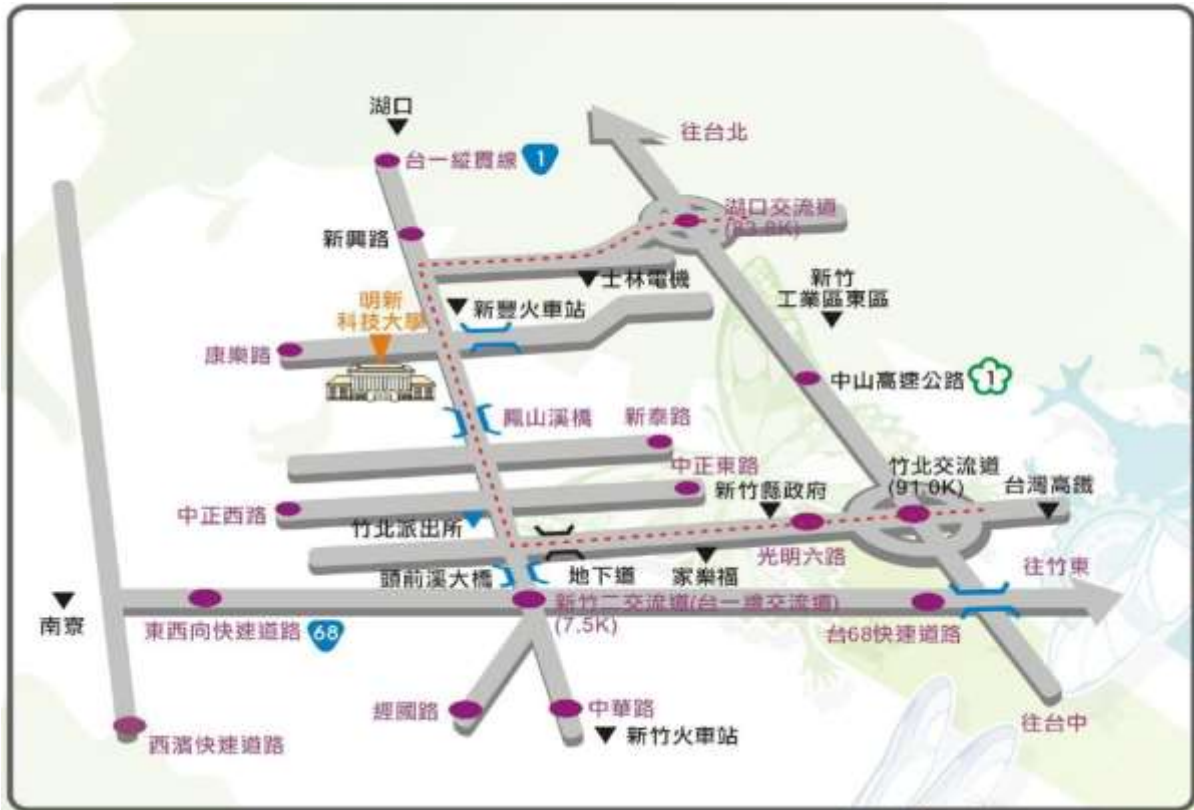 湖口
往台北
台一縱貫線 1
湖口交流道
(83.8K)
新興路
士林電機
新竹
工業區東區
明新
科技大學
新豐火車站
康樂路
中山高速公路 1
鳳山溪橋
新泰路
中正東路
竹北交流道
(91.0K)
新竹縣政府
台灣高鐵
中正西路
竹北派出所
光明六路
頭前溪大橋
地下道
家樂福
往竹東
新竹二交流道(台一線交流道)
(7.5K)
南寮
東西向快速道路 68
台68快速道路
經國路
中華路
往台中
西濱快速道路
新竹火車站